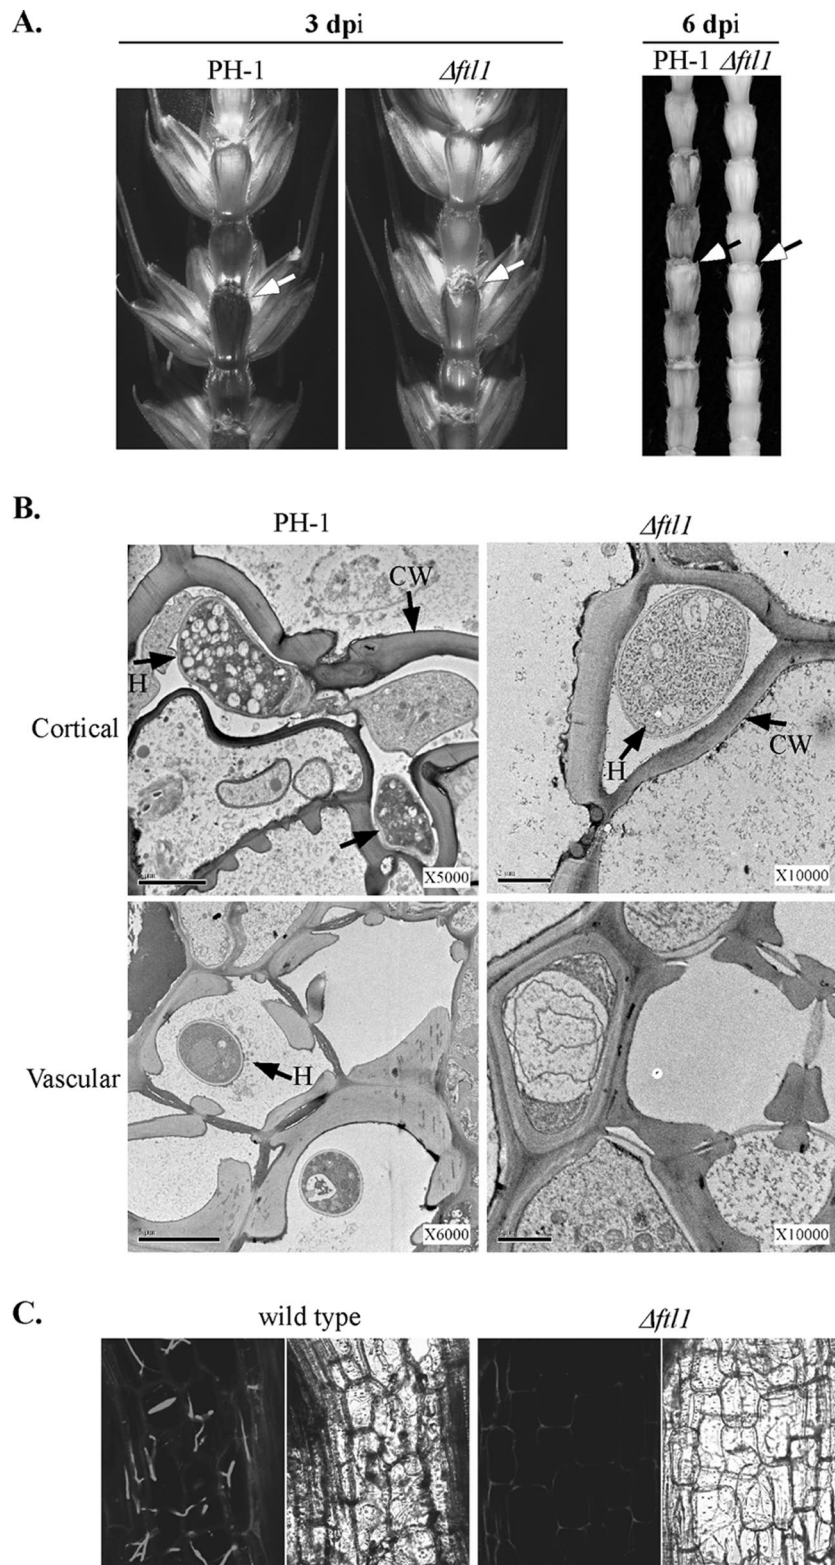 A.
3 dpi 6 dpi
PH-1 Δftl1 PH-1 Δftl1
B.
PH-1 Δftl1
CW
H
Cortical
H
CW
X5000 X10000
Vascular
H
X6000 X10000
C.
wild type Δftl1